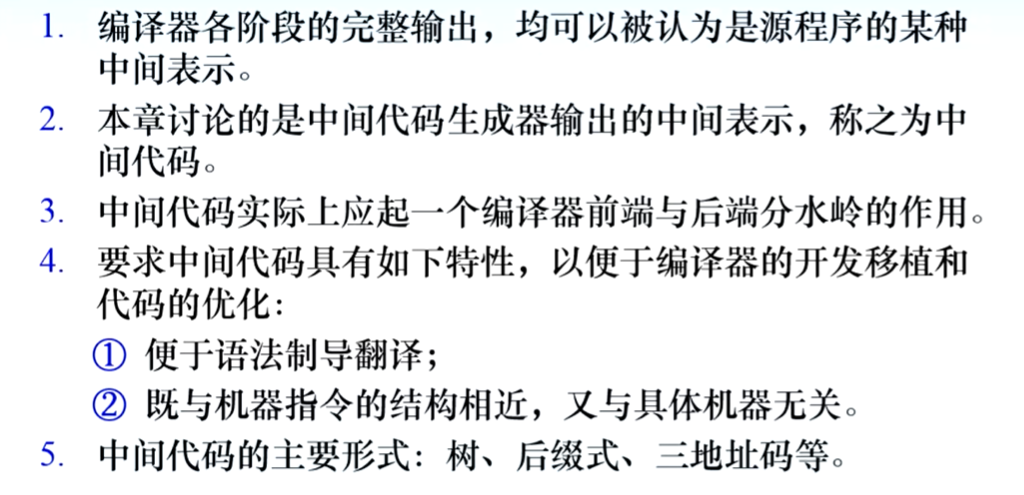 1. 编译器各阶段的完整输出，均可以被认为是源程序的某种
中间表示。
2. 本章讨论的是中间代码生成器输出的中间表示，称之为中
间代码。
3. 中间代码实际上应起一个编译器前端与后端分水岭的作用。
4. 要求中间代码具有如下特性，以便于编译器的开发移植和
代码的优化：
① 便于语法制导翻译；
② 既与机器指令的结构相近，又与具体机器无关。
5. 中间代码的主要形式：树、后缀式、三地址码等。